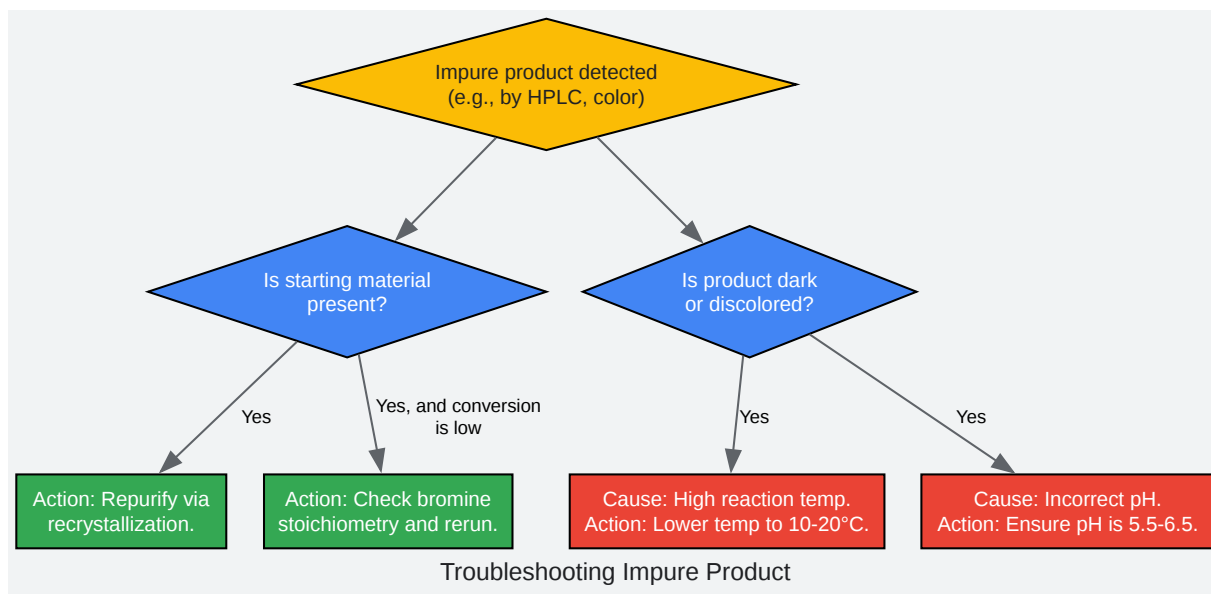 Impure product detected
(e.g., by HPLC, color)
Is starting material
present?
Is product dark
or discolored?
Yes
Yes, and conversion
is low
Yes
Yes
Action: Repurify via
recrystallization.
Action: Check bromine
stoichiometry and rerun.
Cause: High reaction temp.
Action: Lower temp to 10-20°C.
Cause: Incorrect pH.
Action: Ensure pH is 5.5-6.5.
Troubleshooting Impure Product